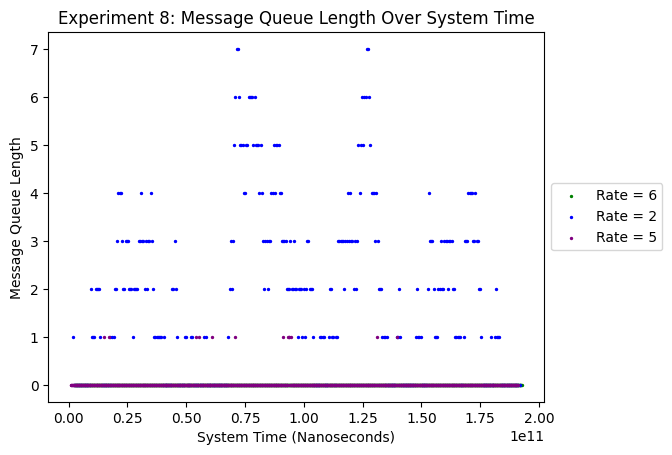 Experiment 8: Message Queue Length Over System Time
7
6
5
4
3
2
1
0
Message Queue Length
0.00
0.25
0.50
0.75
1.00
1.25
1.50
1.75
2.00
1e11
System Time (Nanoseconds)
Rate = 6
Rate = 2
Rate = 5